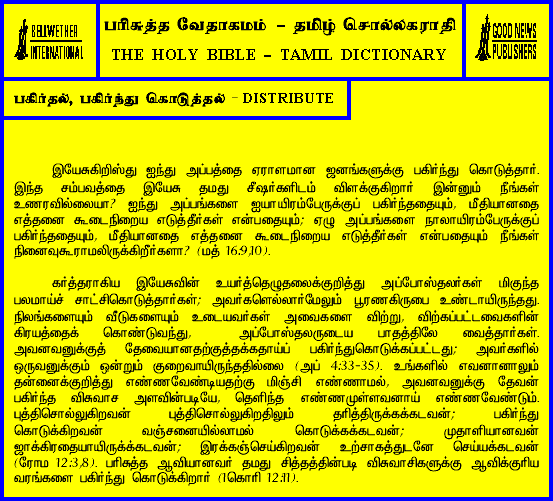 BELLWETHER
INTERNATIONAL
பரிசுத்த வேதாகமம் – தமிழ் சொல்லகராதி
THE HOLY BIBLE – TAMIL DICTIONARY
GOOD NEWS
PUBLISHERS
பகிர்தல், பகிர்ந்து கொடுத்தல் - DISTRIBUTE
இயேசுகிறிஸ்து ஐந்து அப்பத்தை ஏராளமான ஜனங்களுக்கு பகிர்ந்து கொடுத்தார்.
இந்த சம்பவத்தை இயேசு தமது சீஷர்களிடம் விளக்குகிறார் இன்னும் நீங்கள்
உணரவில்லையா? ஐந்து அப்பங்களை ஐயாயிரம்பேருக்குப் பகிர்ந்ததையும், மீதியானதை
எத்தனை கூடைநிறைய எடுத்தீர்கள் என்பதையும்; ஏழு அப்பங்களை நாலாயிரம்பேருக்குப்
பகிர்ந்ததையும், மீதியானதை எத்தனை கூடைநிறைய எடுத்தீர்கள் என்பதையும் நீங்கள்
நினைவுகூராமலிருக்கிறீர்களா? (மத் 16:9,10).
கர்த்தராகிய இயேசுவின் உயிர்த்தெழுதலைக்குறித்து அப்போஸ்தலர்கள் மிகுந்த
பலமாய்ச் சாட்சிகொடுத்தார்கள்; அவர்களெல்லார்மேலும் பூரணகிருபை உண்டாயிருந்தது.
நிலங்களையும் வீடுகளையும் உடையவர்கள் அவைகளை விற்று, விற்கப்பட்டவைகளின்
கிரயத்தைக் கொண்டுவந்து, அப்போஸ்தலருடைய பாதத்திலே வைத்தார்கள்.
அவனவனுக்குத் தேவையானதற்குத்தக்கதாய்ப் பகிர்ந்துகொடுக்கப்பட்டது; அவர்களில்
ஒருவனுக்கும் ஒன்றும் குறைவாயிருந்ததில்லை (அப் 4:33-35). உங்களில் எவனானாலும்
தன்னைக்குறித்து எண்ணவேண்டியதற்கு மிஞ்சி எண்ணாமல், அவனவனுக்கு தேவன்
பகிர்ந்த விசுவாச அளவின்படியே, தெளிந்த எண்ணமுள்ளவனாய் எண்ணவேண்டும்.
புத்திசொல்லுகிறவன் புத்திசொல்லுகிறதிலும் தரித்திருக்கக்கடவன்; பகிர்ந்து
கொடுக்கிறவன் வஞ்சனையில்லாமல் கொடுக்கக்கடவன்; முதலாளியானவன்
ஜாக்கிரதையாயிருக்கக்கடவன்; இரக்கஞ்செய்கிறவன் உற்சாகத்துடனே செய்யக்கடவன்
(ரோம 12:3,8). பரிசுத்த ஆவியானவர் தமது சித்தத்தின்படி விசுவாசிகளுக்கு ஆவிக்குரிய
வரங்களை பகிர்ந்து கொடுக்கிறார் (1கொரி 12:11).